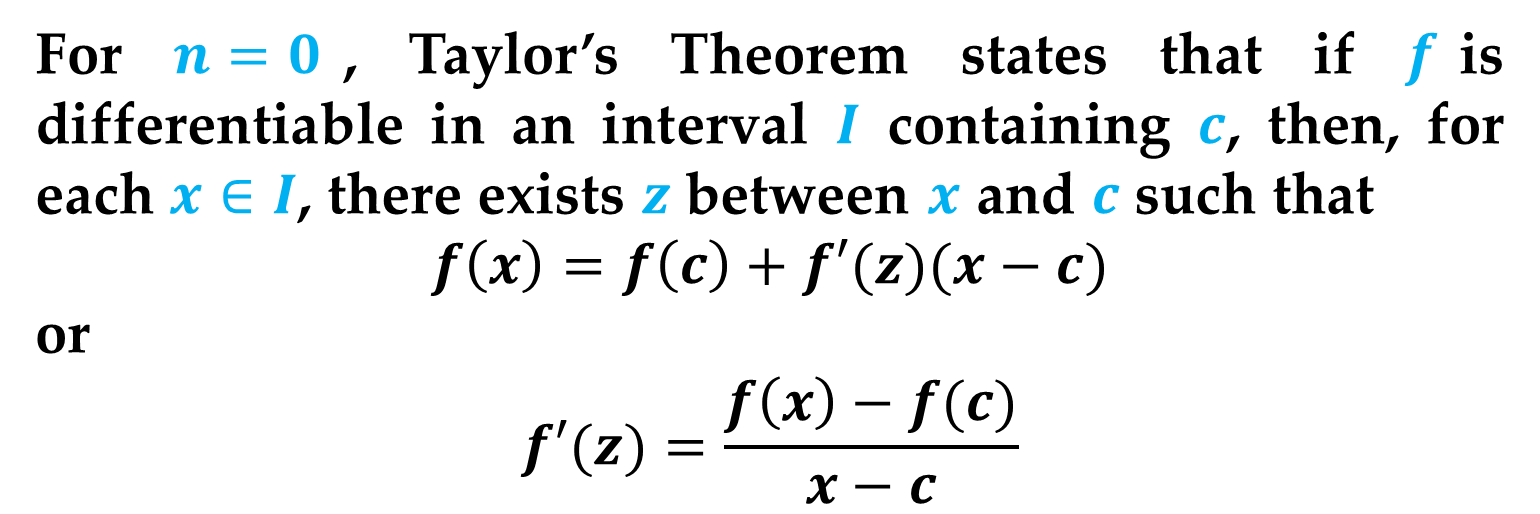 For n = 0 , Taylor’s Theorem states that if f is
differentiable in an interval I containing c, then, for
each x ∈ I, there exists z between x and c such that
f(x) = f(c) + f′(z)(x − c)
or
f′(z) = \frac{f(x) − f(c)}{x − c}